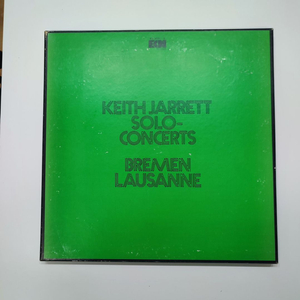 ECM
KEITH JARRETT
SOLO-
CONCERTS
BREMEN
LAUSANNE